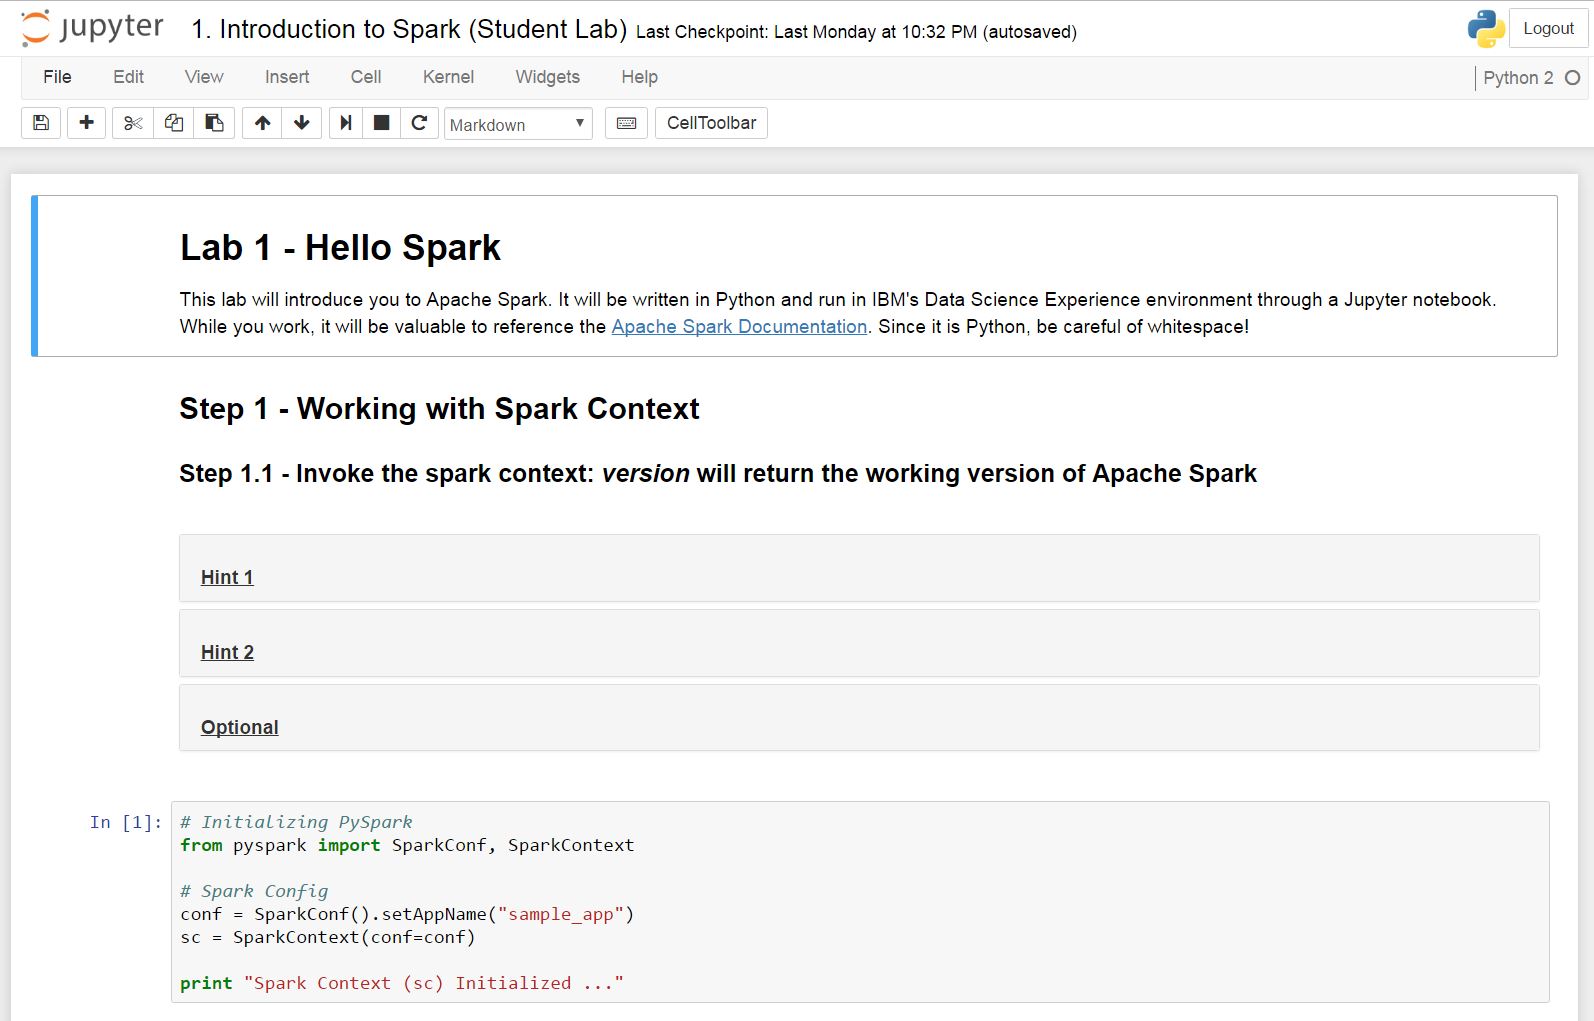 jupyter 1. Introduction to Spark (Student Lab) Last Checkpoint: Last Monday at 10:32 PM (autosaved) Logout
File Edit View Insert Cell Kernel Widgets Help Python 2
Markdown CellToolbar
Lab 1 - Hello Spark
This lab will introduce you to Apache Spark. It will be written in Python and run in IBM's Data Science Experience environment through a Jupyter notebook.
While you work, it will be valuable to reference the Apache Spark Documentation. Since it is Python, be careful of whitespace!
Step 1 - Working with Spark Context
Step 1.1 - Invoke the spark context: version will return the working version of Apache Spark
Hint 1
Hint 2
Optional
In [1]: # Initializing PySpark
from pyspark import SparkConf, SparkContext
# Spark Config
conf = SparkConf().setAppName("sample_app")
sc = SparkContext(conf=conf)
print "Spark Context (sc) Initialized ..."